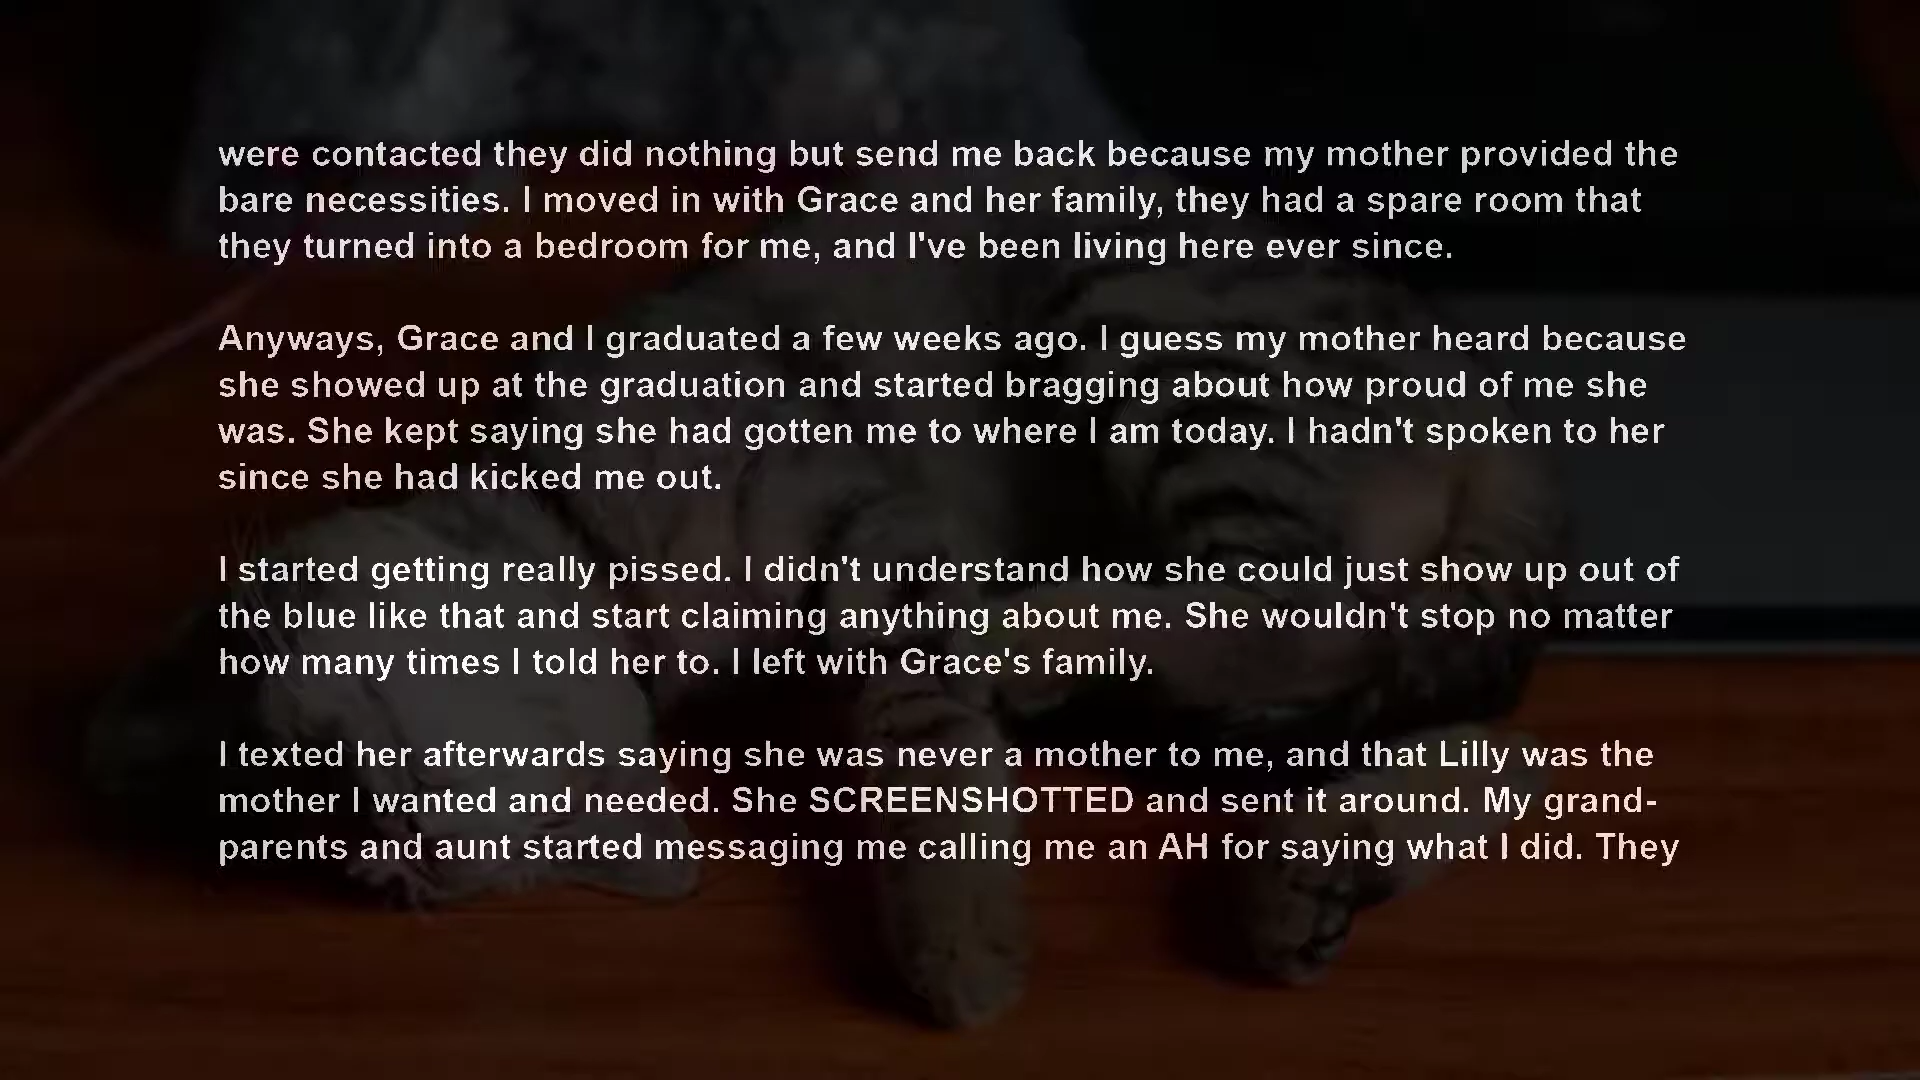 were contacted they did nothing but send me back because my mother provided the
bare necessities. I moved in with Grace and her family, they had a spare room that
they turned into a bedroom for me, and I've been living here ever since.
Anyways, Grace and I graduated a few weeks ago. I guess my mother heard because
she showed up at the graduation and started bragging about how proud of me she
was. She kept saying she had gotten me to where I am today. I hadn't spoken to her
since she had kicked me out.
I started getting really pissed. I didn't understand how she could just show up out of
the blue like that and start claiming anything about me. She wouldn't stop no matter
how many times I told her to. I left with Grace's family.
I texted her afterwards saying she was never a mother to me, and that Lilly was the
mother I wanted and needed. She SCREENSHOTTED and sent it around. My grand-
parents and aunt started messaging me calling me an AH for saying what I did. They